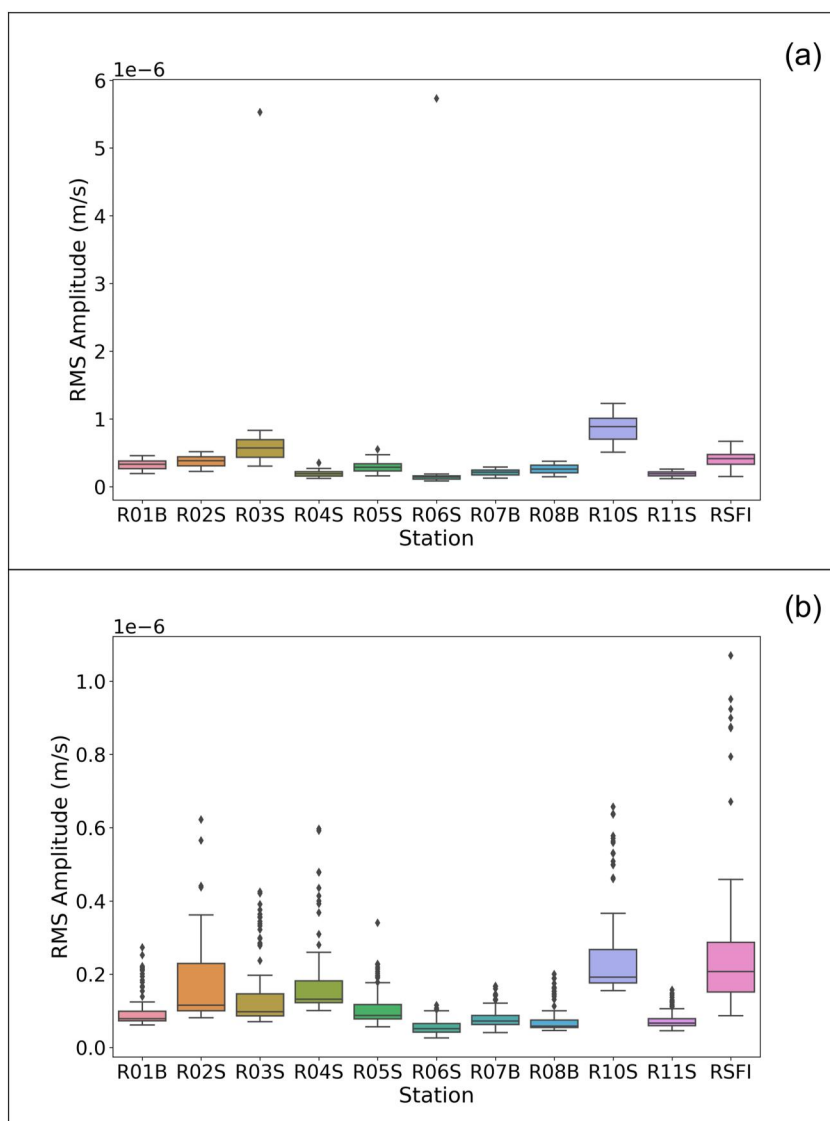 (a)
1e−6
6
5
4
3
2
1
0
RMS Amplitude (m/s)
R01B R02S R03S R04S R05S R06S R07B R08B R10S R11S RSFI
Station
(b)
1e−6
1.0
0.8
0.6
0.4
0.2
0.0
RMS Amplitude (m/s)
R01B R02S R03S R04S R05S R06S R07B R08B R10S R11S RSFI
Station